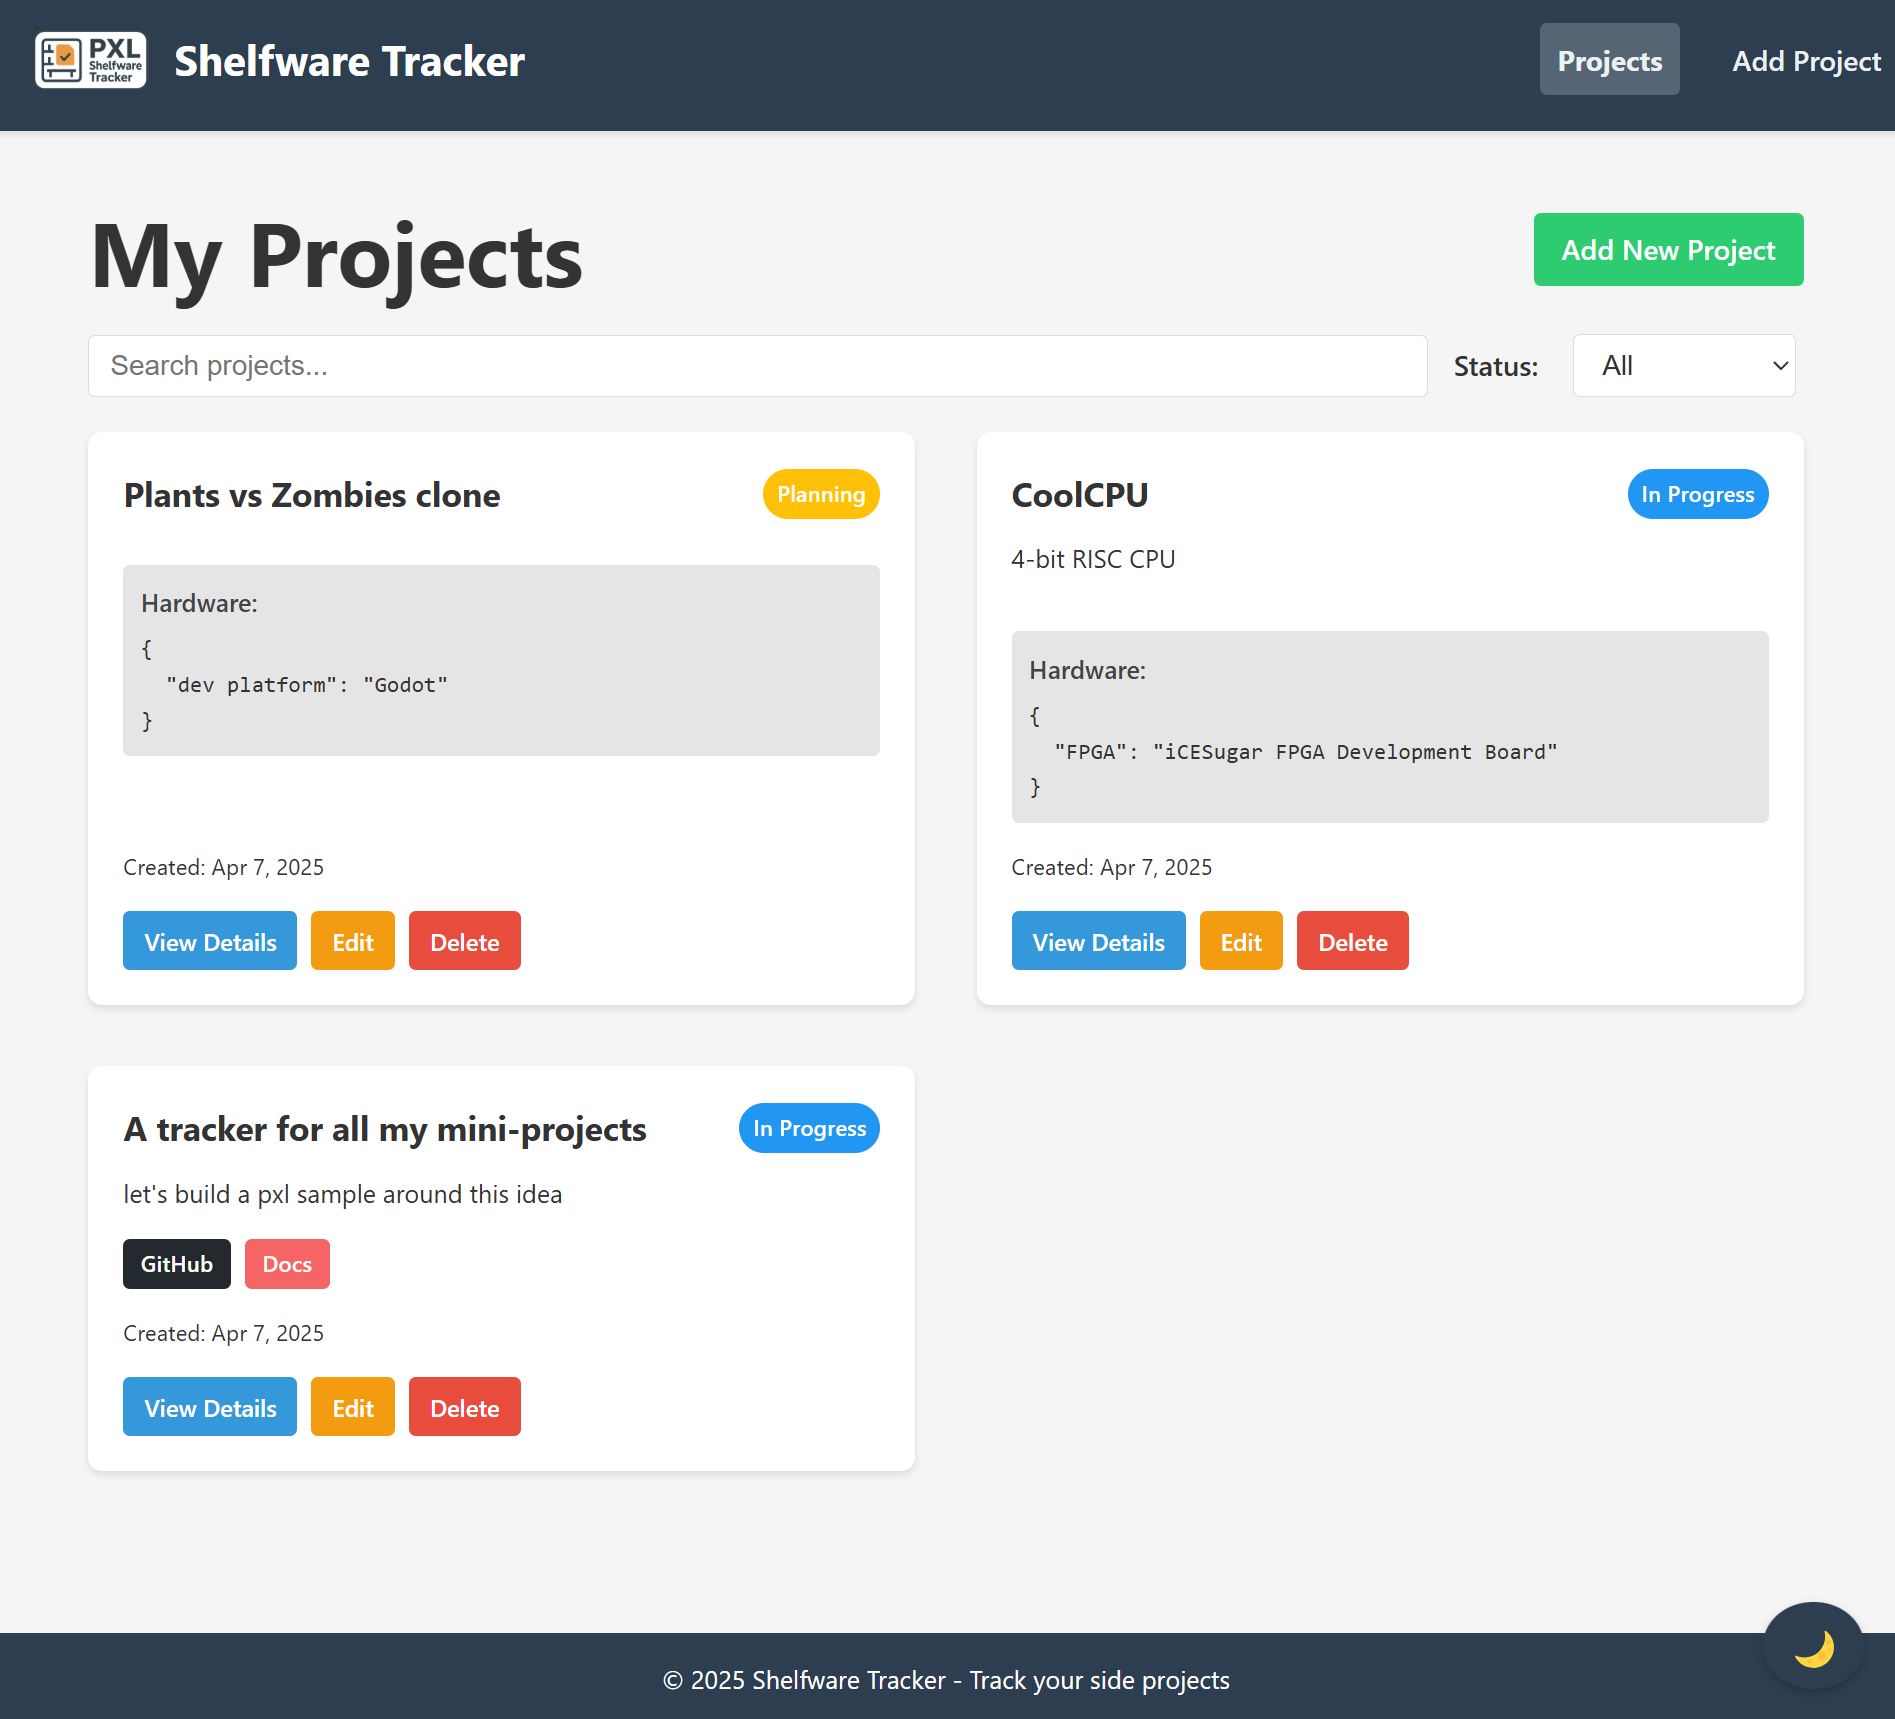 PXL
Shelfware
Tracker
Shelfware Tracker
Projects
Add Project
My Projects
Add New Project
Search projects...
Status:
All
Plants vs Zombies clone
Planning
Hardware:
{
"dev platform": "Godot"
}
Created: Apr 7, 2025
View Details
Edit
Delete
CoolCPU
In Progress
4-bit RISC CPU
Hardware:
{
"FPGA": "iCESugar FPGA Development Board"
}
Created: Apr 7, 2025
View Details
Edit
Delete
A tracker for all my mini-projects
In Progress
let's build a pxl sample around this idea
GitHub
Docs
Created: Apr 7, 2025
View Details
Edit
Delete
© 2025 Shelfware Tracker - Track your side projects